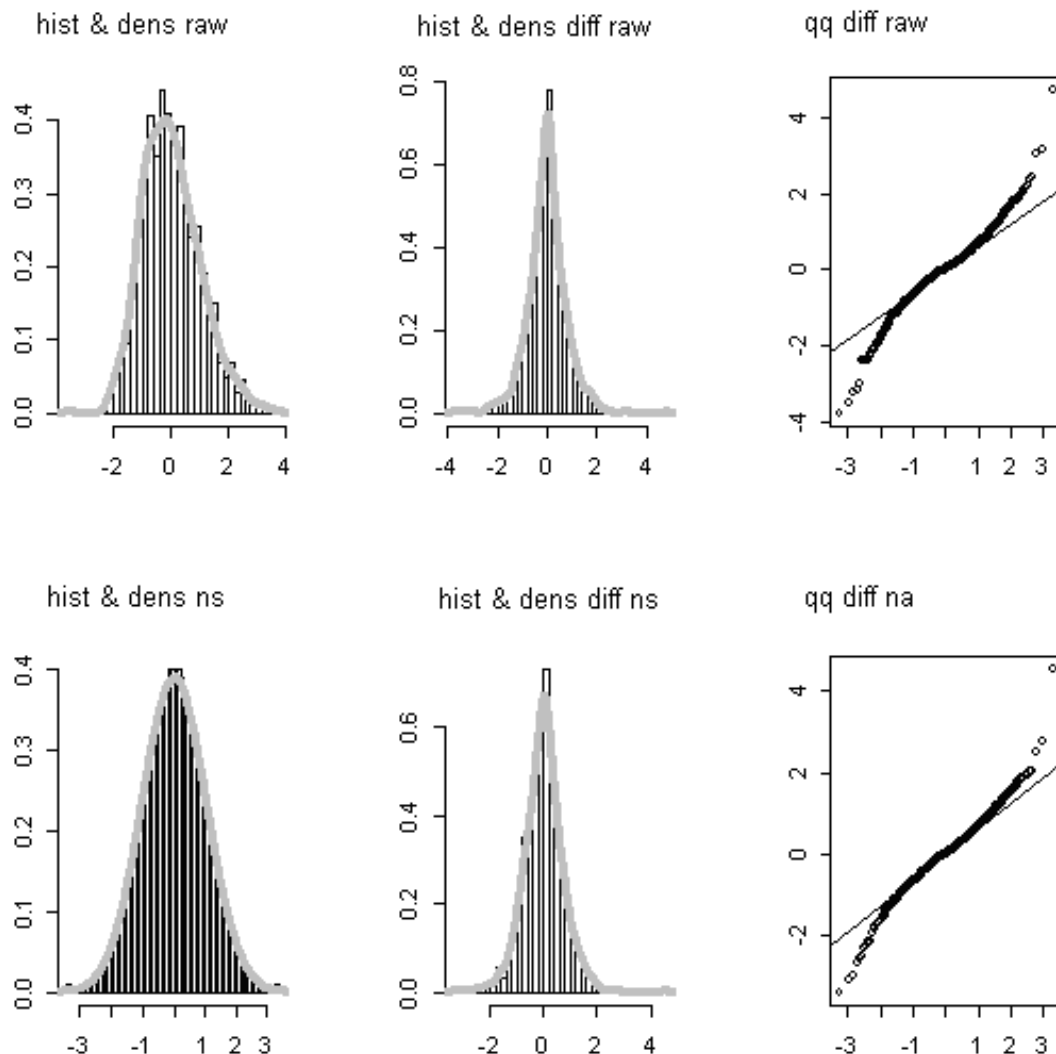 hist & dens raw
hist & dens diff raw
qq diff raw
0.0 0.1 0.2 0.3 0.4
-2 0 2 4
0.0 0.2 0.4 0.6 0.8
-4 -2 0 2 4
-4 -2 0 2 4
-3 -1 1 2 3
hist & dens ns
hist & dens diff ns
qq diff na
0.0 0.1 0.2 0.3 0.4
-3 -1 1 2 3
0.0 0.2 0.4 0.6
-2 0 2 4
-2 0 2 4
-3 -1 1 2 3